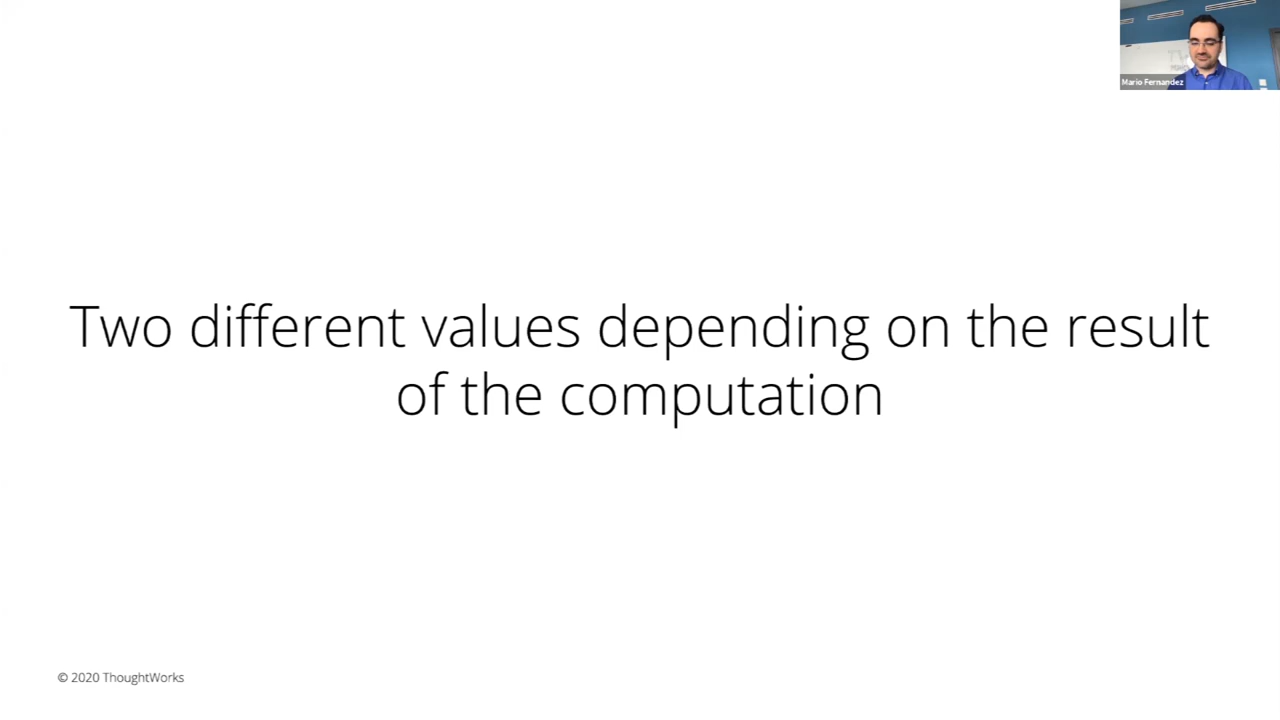 Mario Fernandez
Two different values depending on the result
of the computation
© 2020 ThoughtWorks